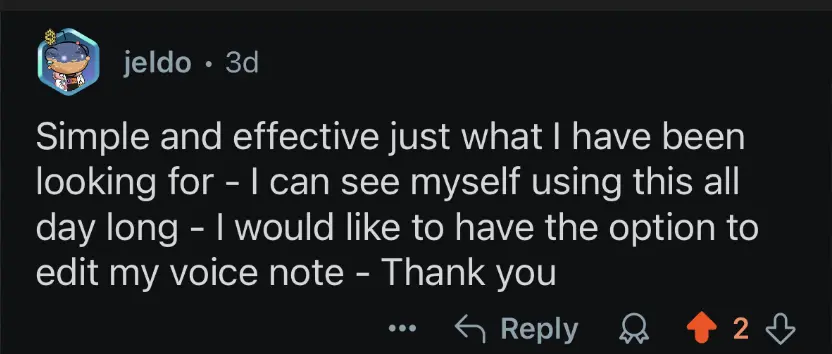 jeldo • 3d
Simple and effective just what I have been
looking for - I can see myself using this all
day long - I would like to have the option to
edit my voice note - Thank you
Reply 2